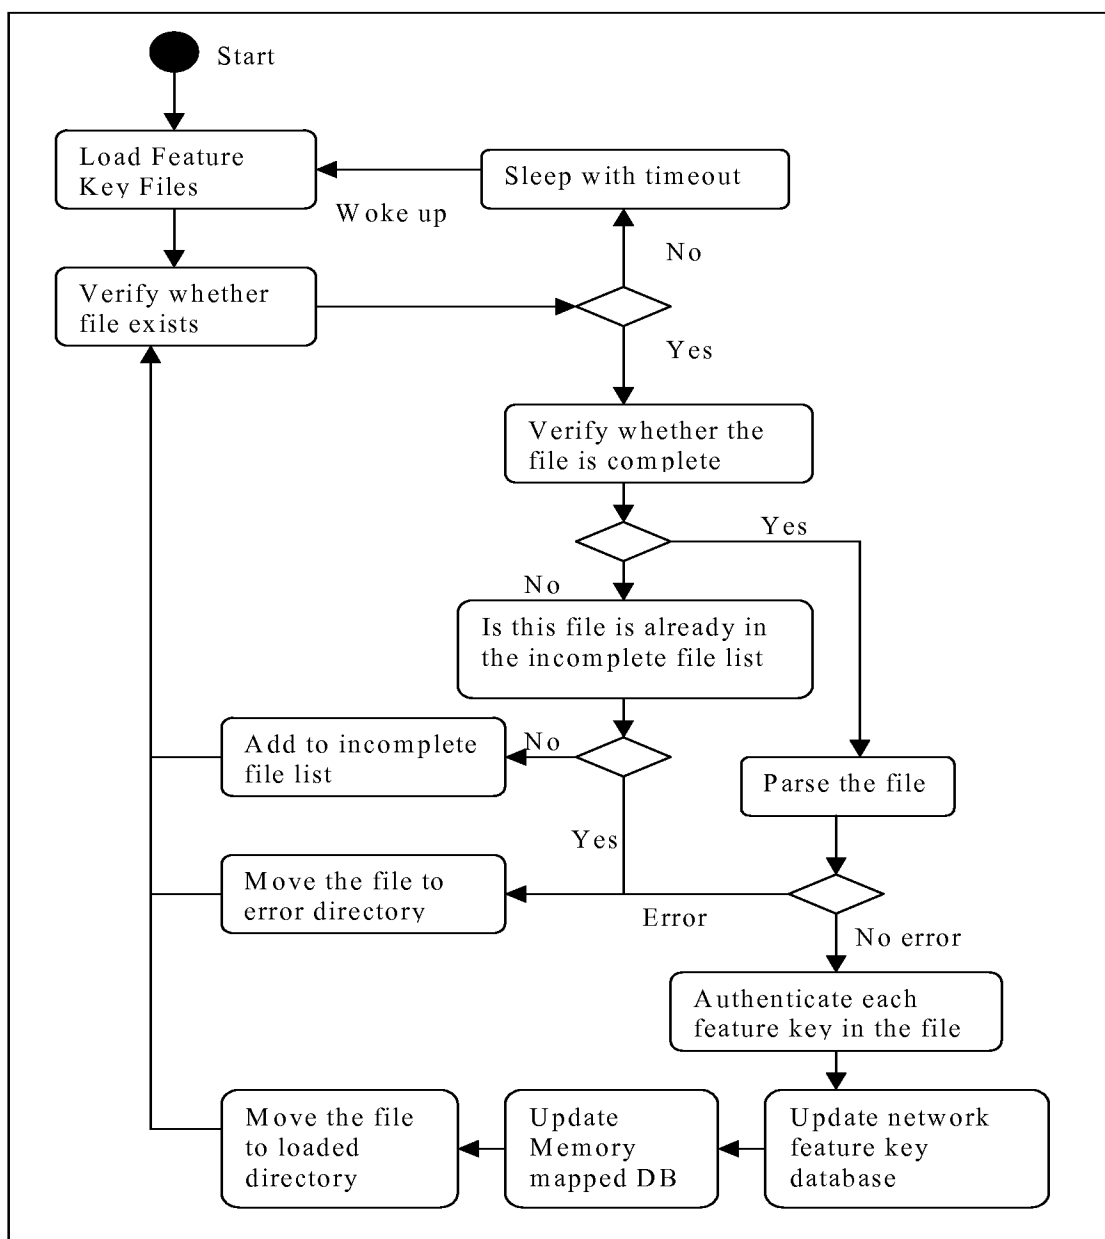 Start
Load Feature
Key Files
Sleep with timeout
Woke up
No
Verify whether
file exists
Yes
Verify whether the
file is complete
Yes
No
Is this file is already in
the incomplete file list
Add to incomplete
file list
No
Parse the file
Yes
Move the file to
error directory
Error
No error
Authenticate each
feature key in the file
Move the file
to loaded
directory
Update
Memory
mapped DB
Update network
feature key
database